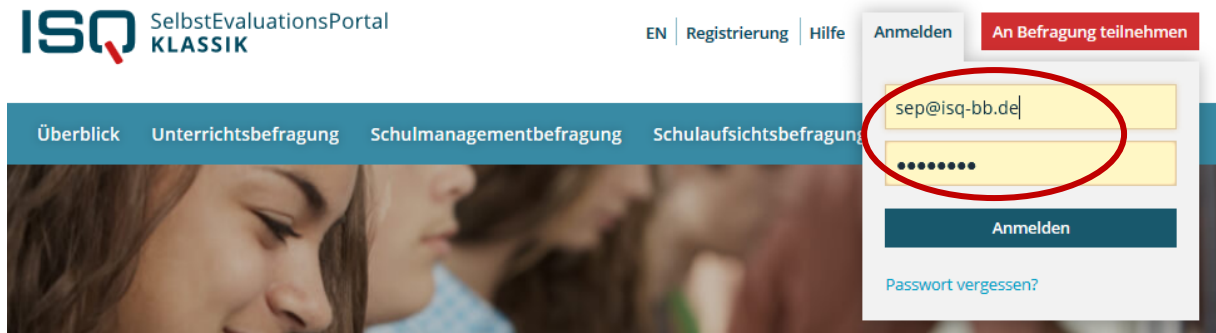 ISQ SelbstEvaluationsPortal
KLASSIK
EN Registrierung Hilfe Anmelden An Befragung teilnehmen
sep@isq-bb.de
Überblick Unterrichtsbefragung Schulmanagementbefragung Schulaufsichtsbefragung
••••••••
Anmelden
Passwort vergessen?